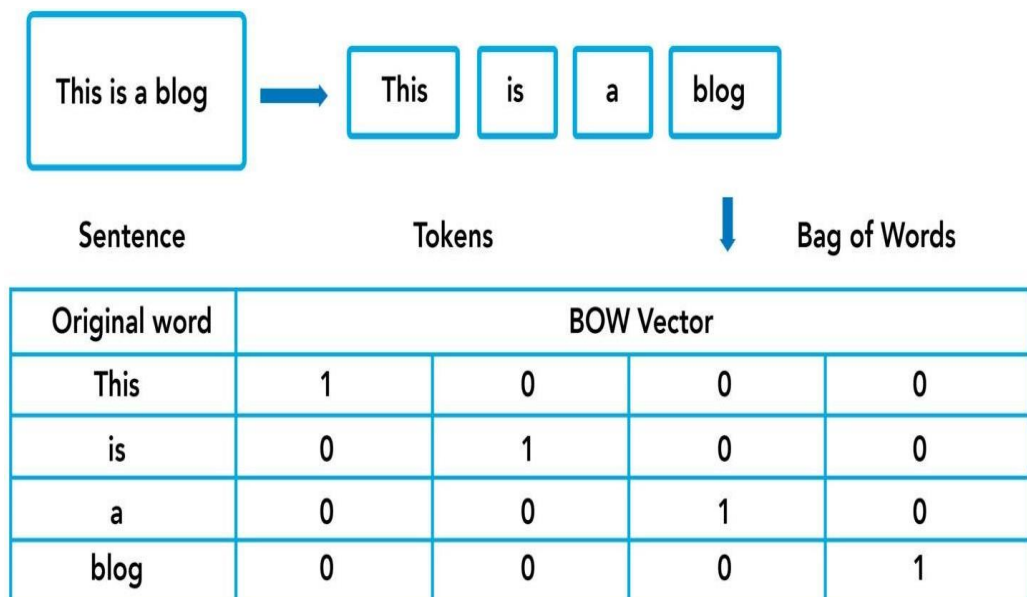 This is a blog
This is a blog
Sentence Tokens Bag of Words
Original word BOW Vector
This 1 0 0 0
is 0 1 0 0
a 0 0 1 0
blog 0 0 0 1